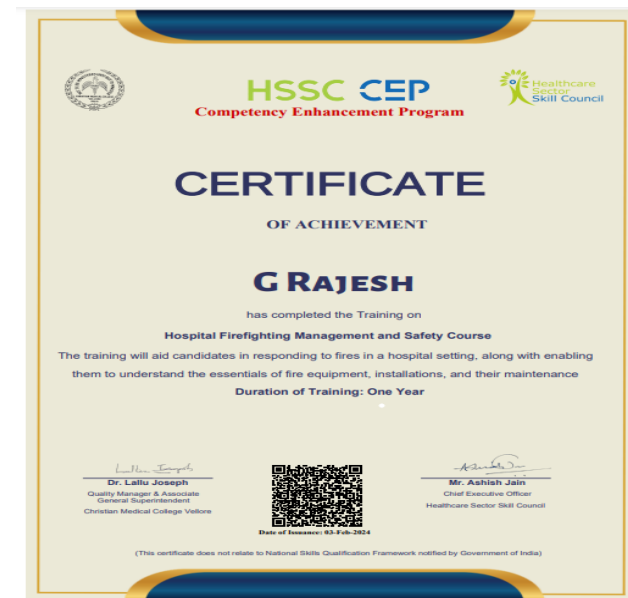 HSSC CEP
Competency Enhancement Program
Healthcare
Sector
Skill Council
CERTIFICATE
OF ACHIEVEMENT
G RAJESH
has completed the Training on
Hospital Firefighting Management and Safety Course
The training will aid candidates in responding to fires in a hospital setting, along with enabling
them to understand the essentials of fire equipment, installations, and their maintenance
Duration of Training: One Year
Dr. Lallu Joseph
Quality Manager & Associate
General Superintendent
Christian Medical College Vellore
Mr. Ashish Jain
Chief Executive Officer
Healthcare Sector Skill Council
Date of Issuance: 03-Feb-2024
(This certificate does not relate to National Skills Qualification Framework notified by Government of India)